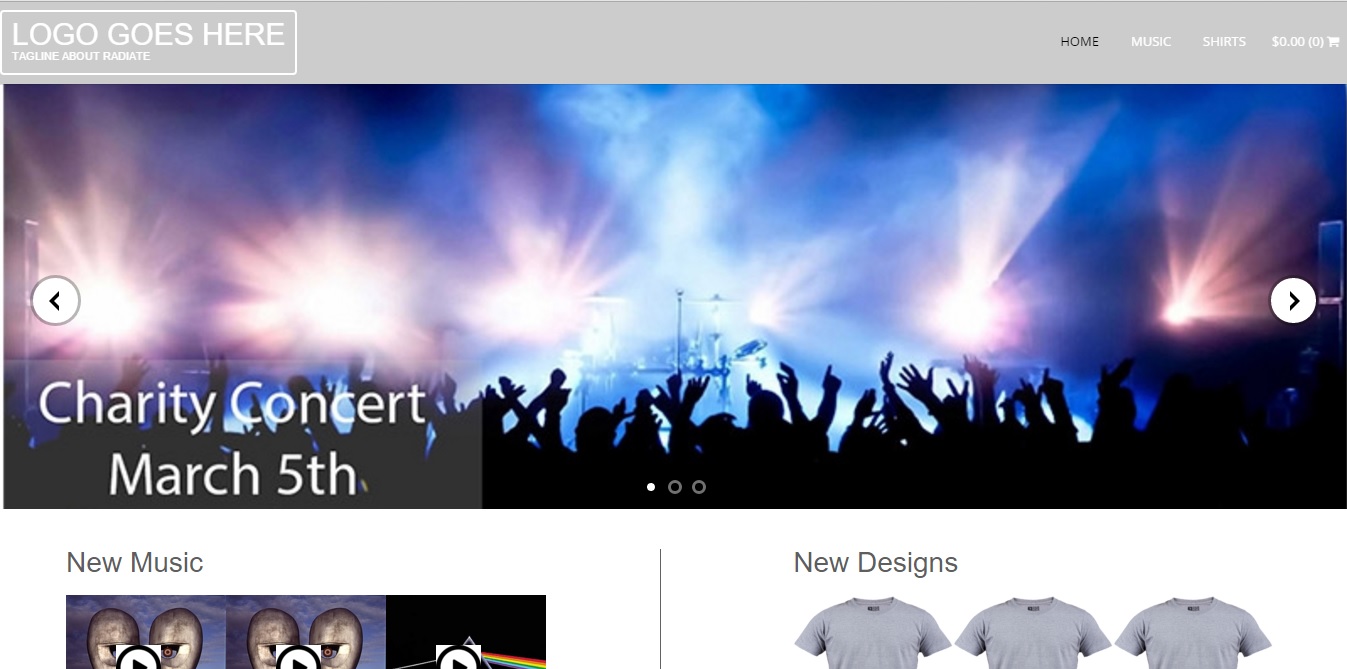 LOGO GOES HERE
TAGLINE ABOUT RADIATE
HOME MUSIC SHIRTS $0.00 (0)
Charity Concert
March 5th
New Music
New Designs